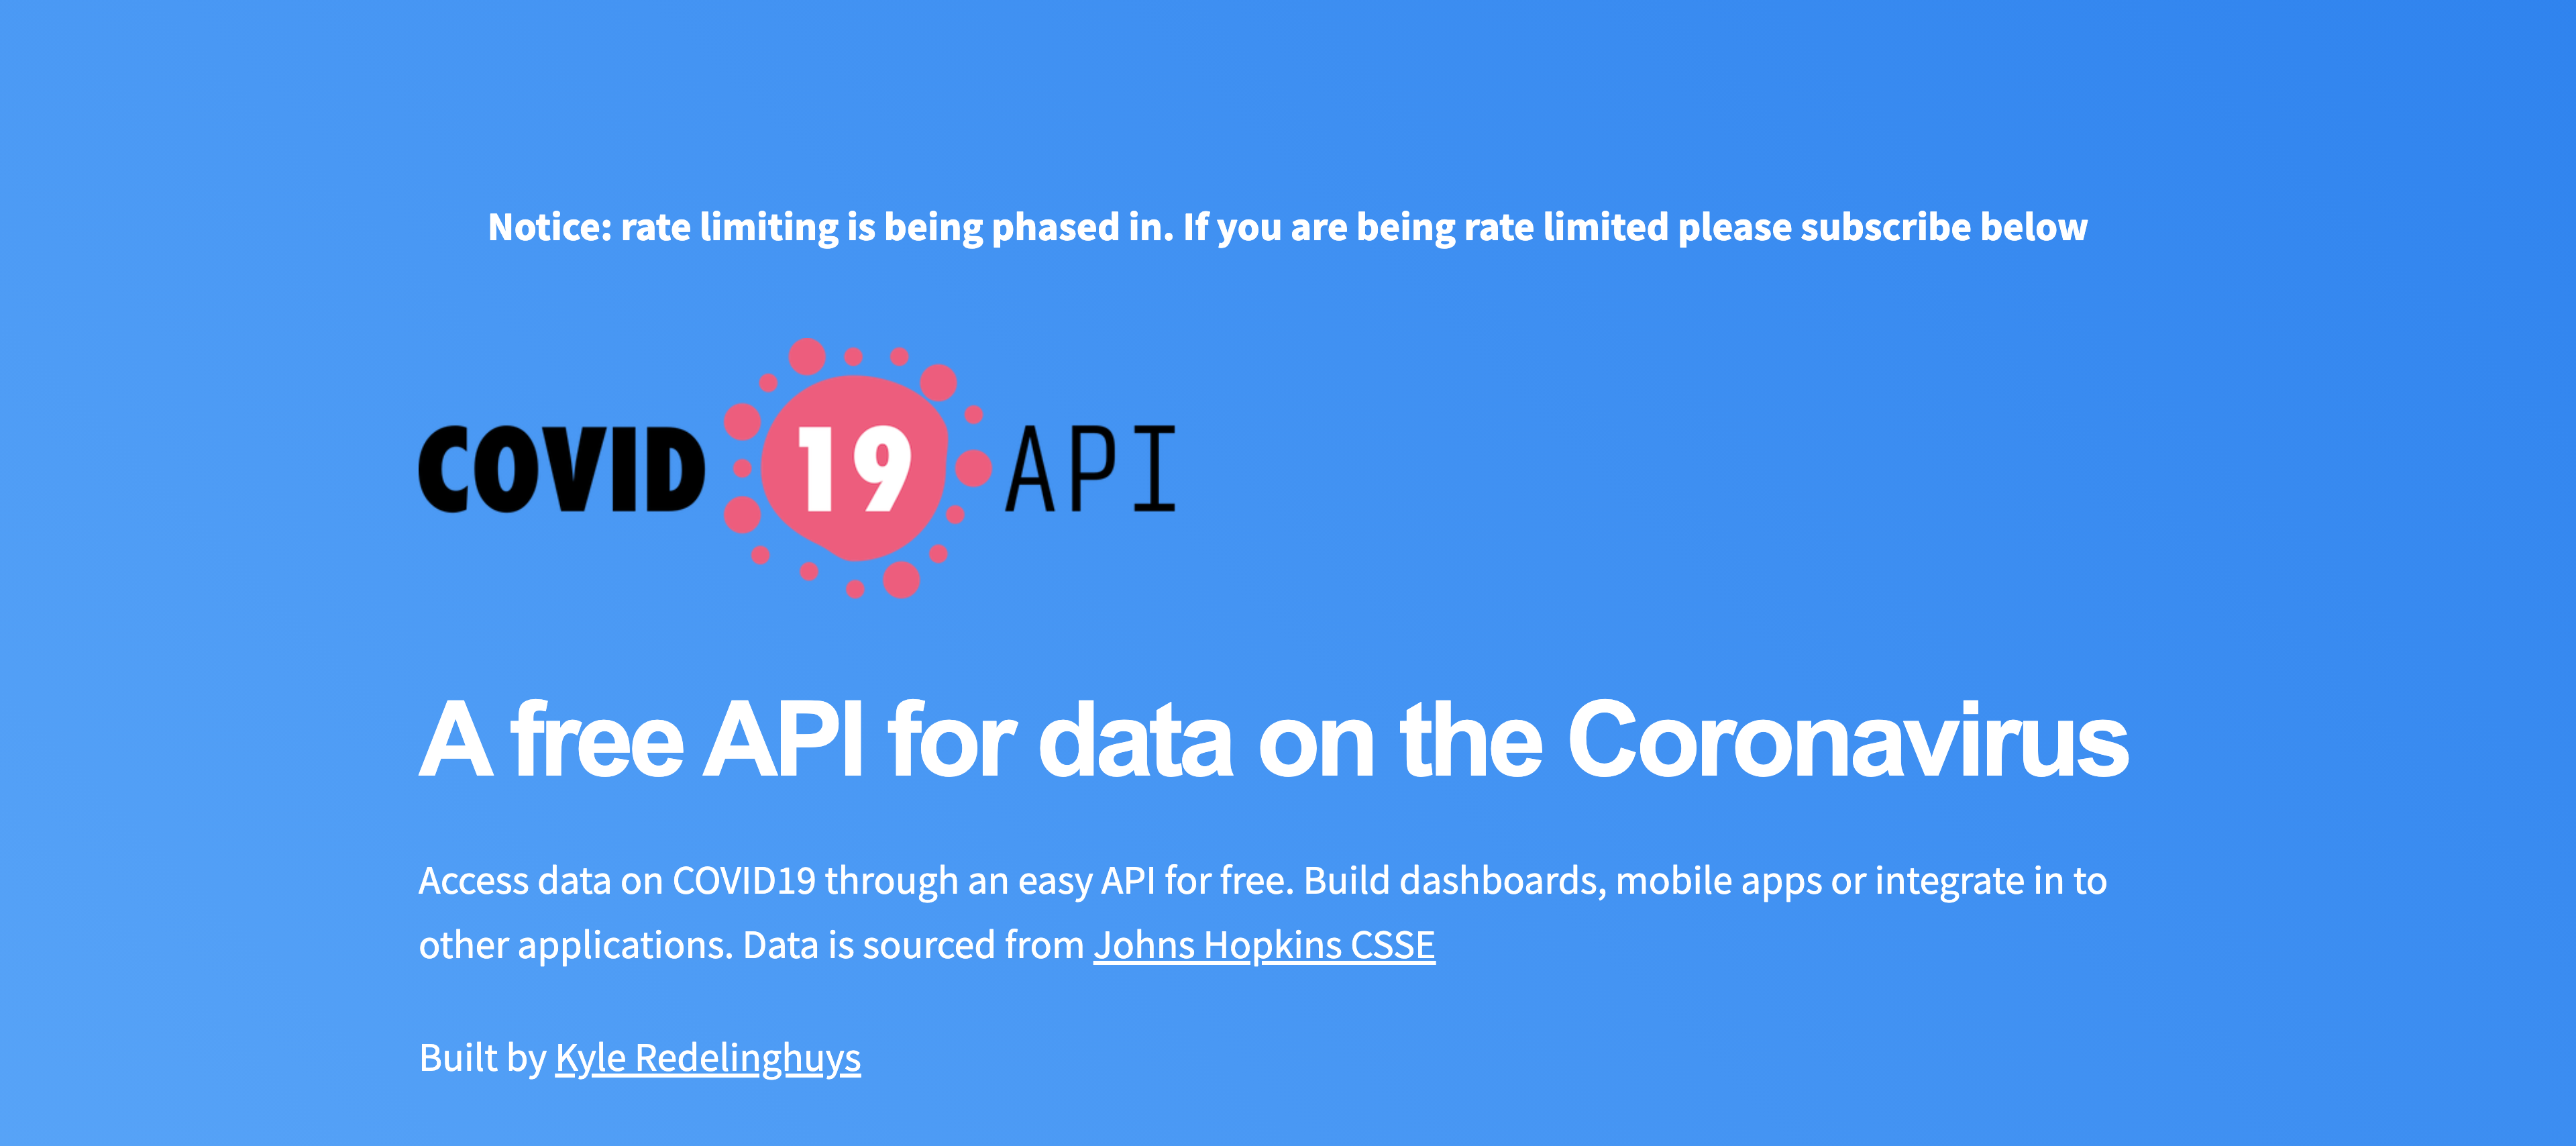 Notice: rate limiting is being phased in. If you are being rate limited please subscribe below
COVID 19 API
A free API for data on the Coronavirus
Access data on COVID19 through an easy API for free. Build dashboards, mobile apps or integrate in to
other applications. Data is sourced from Johns Hopkins CSSE
Built by Kyle Redelinghuys